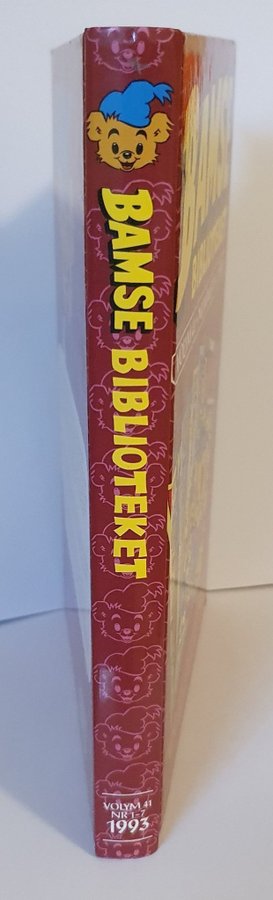 BAMSE BIBLIOTEKET
VOLYM 41
NR 1-7
1993